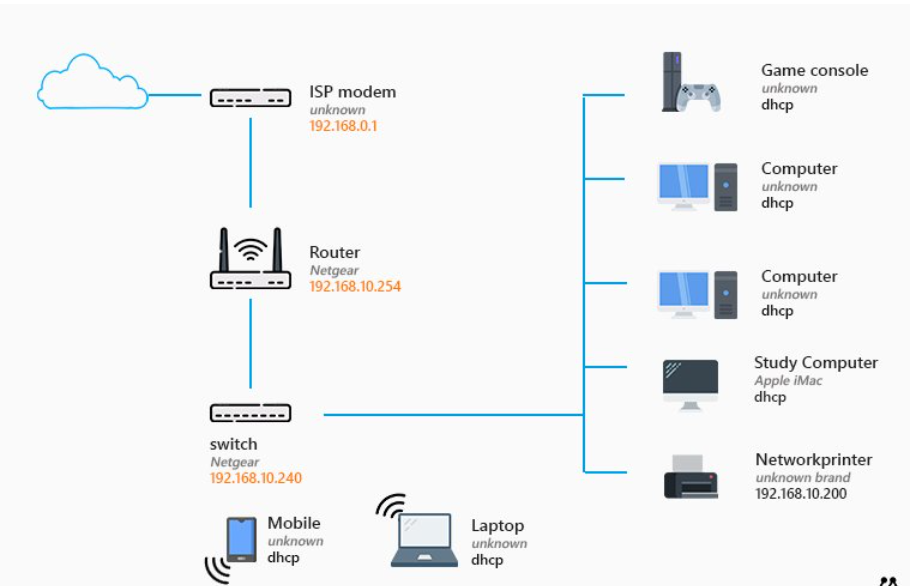 ISP modem
unknown
192.168.0.1
Router
Netgear
192.168.10.254
switch
Netgear
192.168.10.240
Mobile
unknown
dhcp
Laptop
unknown
dhcp
Game console
unknown
dhcp
Computer
unknown
dhcp
Computer
unknown
dhcp
Study Computer
Apple iMac
dhcp
Networkprinter
unknown brand
192.168.10.200